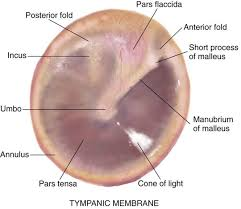 Pars flaccida
Posterior fold
Anterior fold
Incus
Short process
of malleus
Umbo
Manubrium
of malleus
Annulus
Pars tensa
Cone of light
TYMPANIC MEMBRANE